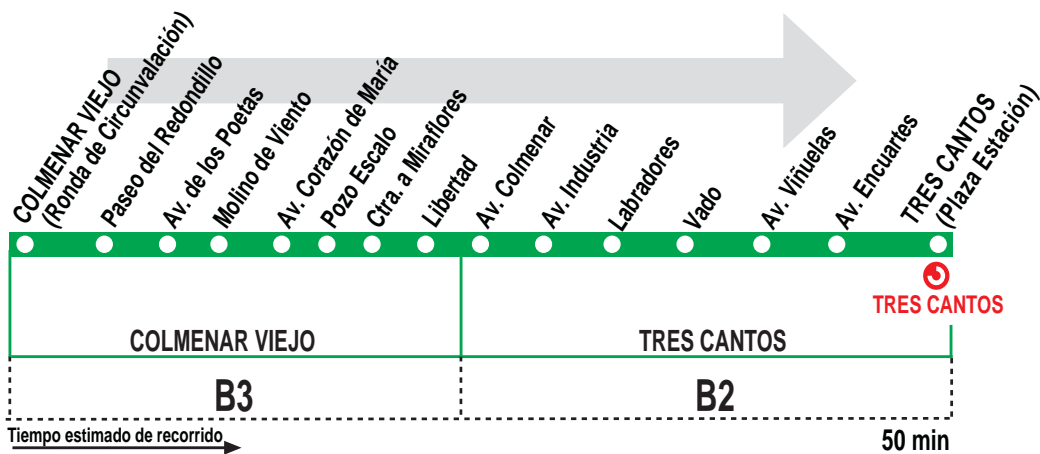 COLMENAR VIEJO
(Ronda de Circunvalación)
Paseo del Redondillo
Av. de los Poetas
Molino de Viento
Av. Corazón de María
Pozo Escalo
Ctra. a Miraflores
Libertad
Av. Colmenar
Av. Industria
Labradores
Vado
Av. Viñuelas
Av. Encuartes
TRES CANTOS
(Plaza Estación)
TRES CANTOS
COLMENAR VIEJO
TRES CANTOS
B3
B2
Tiempo estimado de recorrido
50 min